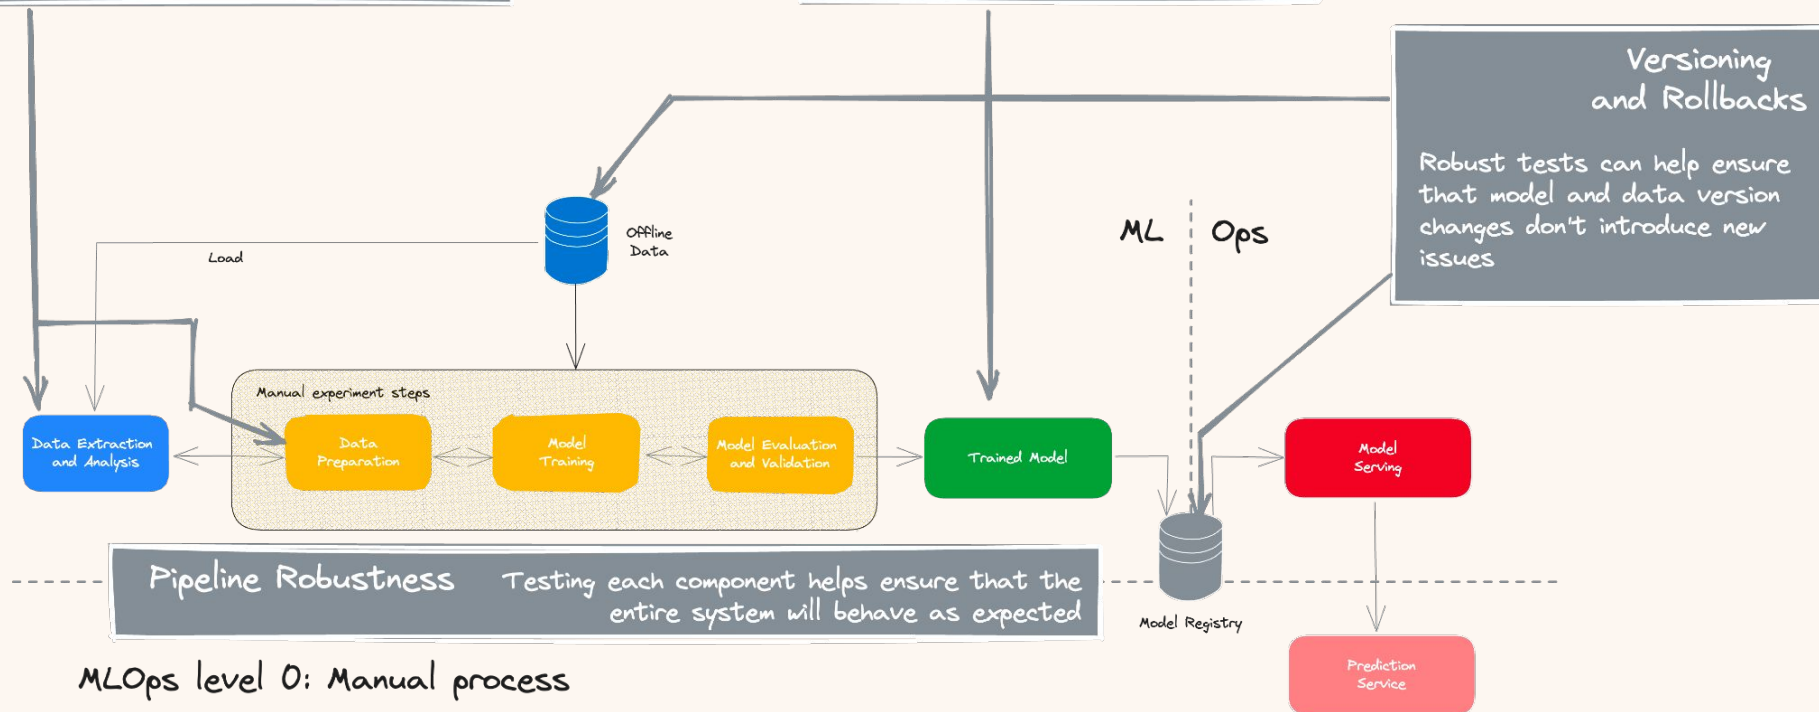 Versioning
and Rollbacks
Robust tests can help ensure
that model and data version
changes don't introduce new
issues
Offline
Data
ML
Ops
Load
Manual experiment steps
Data Extraction
and Analysis
Data
Preparation
Model
Training
Model Evaluation
and Validation
Trained Model
Model
Serving
Pipeline Robustness
Testing each component helps ensure that the
entire system will behave as expected
Model Registry
Prediction
Service
MLOps level 0: Manual process